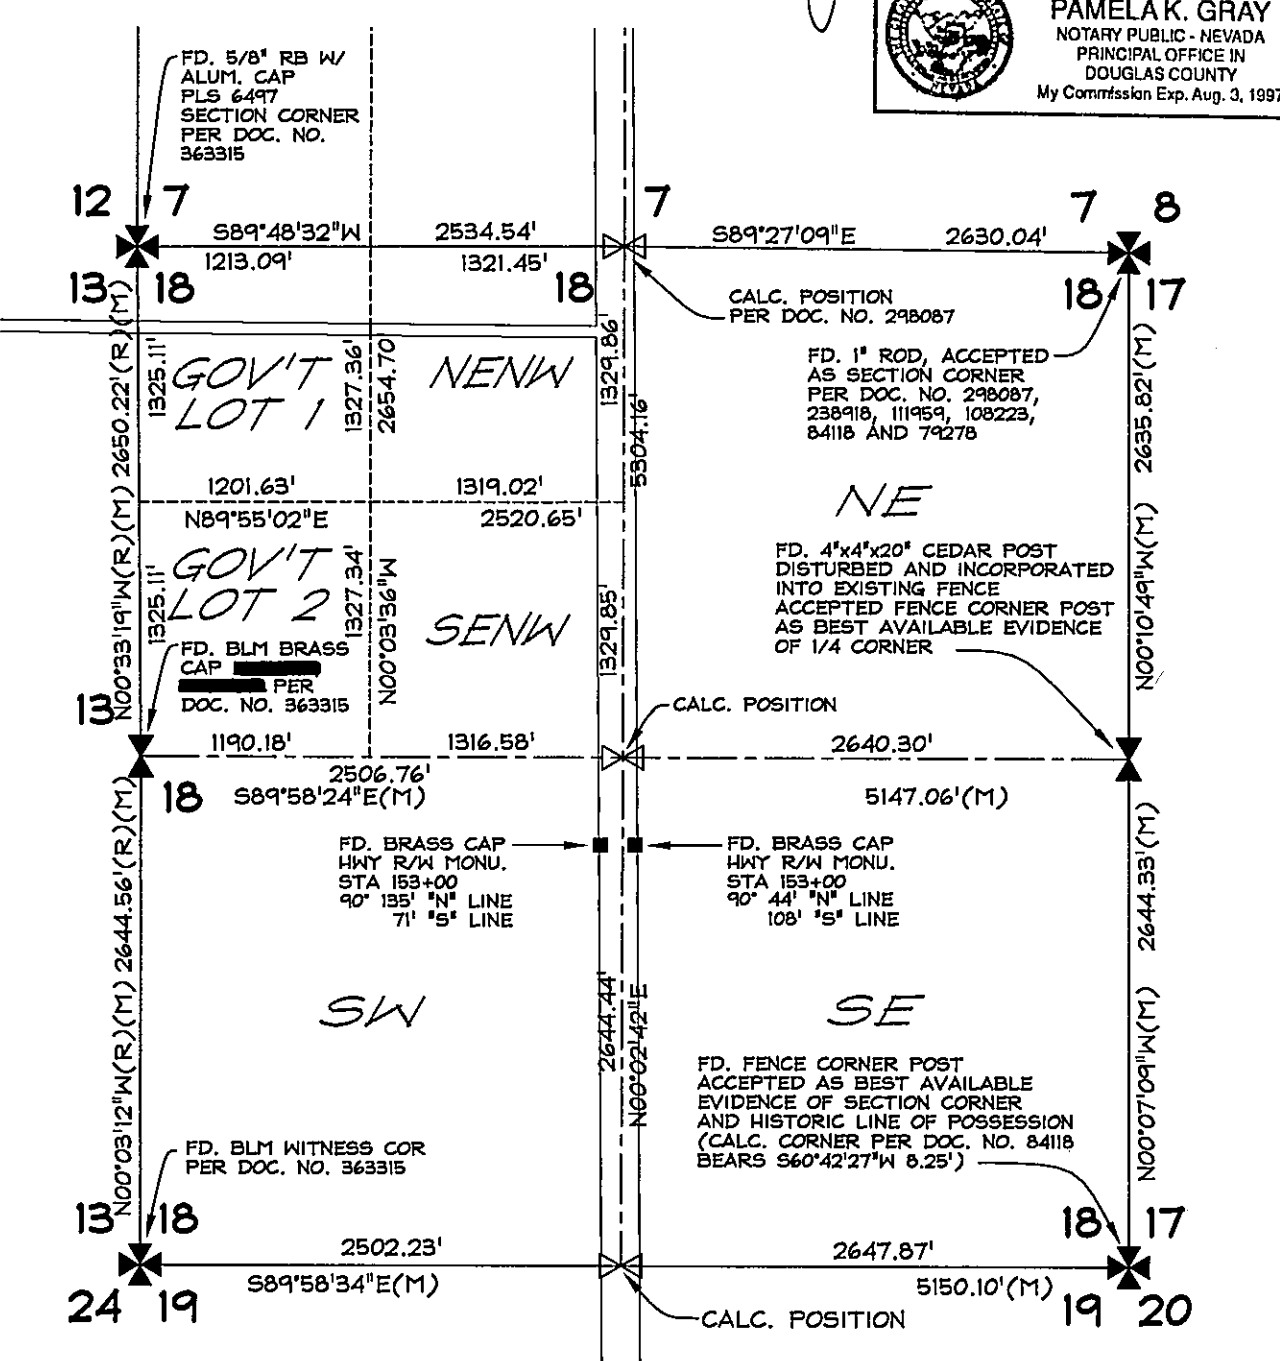 PAMELA K. GRAY
NOTARY PUBLIC - NEVADA
PRINCIPAL OFFICE IN
DOUGLAS COUNTY
My Commission Exp. Aug. 3, 1997
NEVADA
FD. 5/8" RB W/
ALUM. CAP
PLS 6497
SECTION CORNER
PER DOC. NO.
363315
12 7
7
7 8
S89°48'32"W 2534.54'
S89°27'09"E 2630.04'
1213.09' 1321.45'
13 18
18
18 17
CALC. POSITION
PER DOC. NO. 298087
FD. 1" ROD, ACCEPTED
AS SECTION CORNER
PER DOC. NO. 298087,
238918, 111959, 108223,
84118 AND 79278
GOV'T
LOT 1
NENW
1325.11'
1327.36'
2654.70
1329.86'
5304.16'
N00°33'19"W(R)(M) 2650.22'(R)(M)
N00°10'49"W(M) 2635.82'(M)
1201.63' 1319.02'
N89°55'02"E 2520.65'
NE
GOV'T
LOT 2
SENW
1325.11'
1327.34'
N00°03'36"W
1329.85'
FD. 4"x4"x20" CEDAR POST
DISTURBED AND INCORPORATED
INTO EXISTING FENCE
ACCEPTED FENCE CORNER POST
AS BEST AVAILABLE EVIDENCE
OF 1/4 CORNER
FD. BLM BRASS
CAP
PER
DOC. NO. 363315
13
CALC. POSITION
1190.18' 1316.58'
2640.30'
2506.76'
18
S89°58'24"E(M)
5147.06'(M)
FD. BRASS CAP
HWY R/W MONU.
STA 153+00
90° 135' "N" LINE
71' "S" LINE
FD. BRASS CAP
HWY R/W MONU.
STA 153+00
90° 44' "N" LINE
108' "S" LINE
N00°03'12"W(R)(M) 2644.56'(R)(M)
2644.44'
N00°02'42"E
N00°07'09"W(M) 2644.33'(M)
SW
SE
FD. FENCE CORNER POST
ACCEPTED AS BEST AVAILABLE
EVIDENCE OF SECTION CORNER
AND HISTORIC LINE OF POSSESSION
(CALC. CORNER PER DOC. NO. 84118
BEARS S60°42'27"W 8.25')
FD. BLM WITNESS COR
PER DOC. NO. 363315
13 18
18 17
2502.23'
2647.87'
S89°58'34"E(M)
5150.10'(M)
24 19
19 20
CALC. POSITION